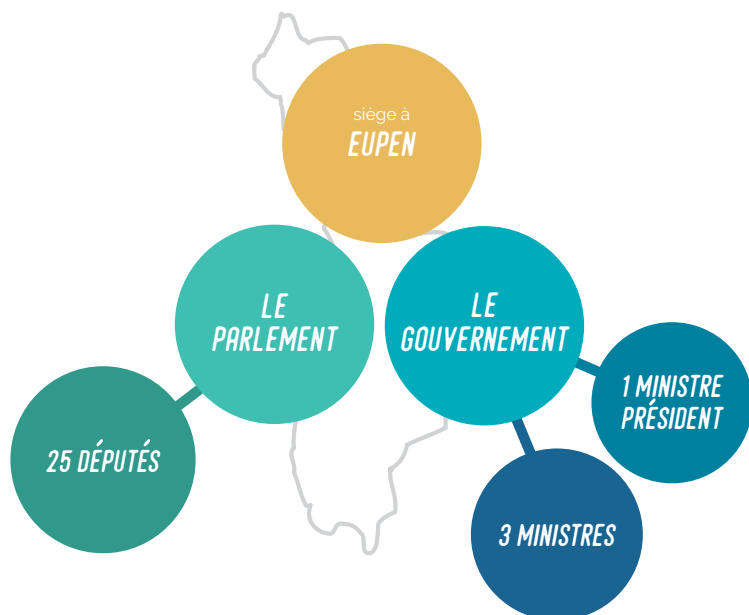 siège à
EUPEN
LE
PARLEMENT
LE
GOUVERNEMENT
1 MINISTRE
PRÉSIDENT
25 DÉPUTÉS
3 MINISTRES